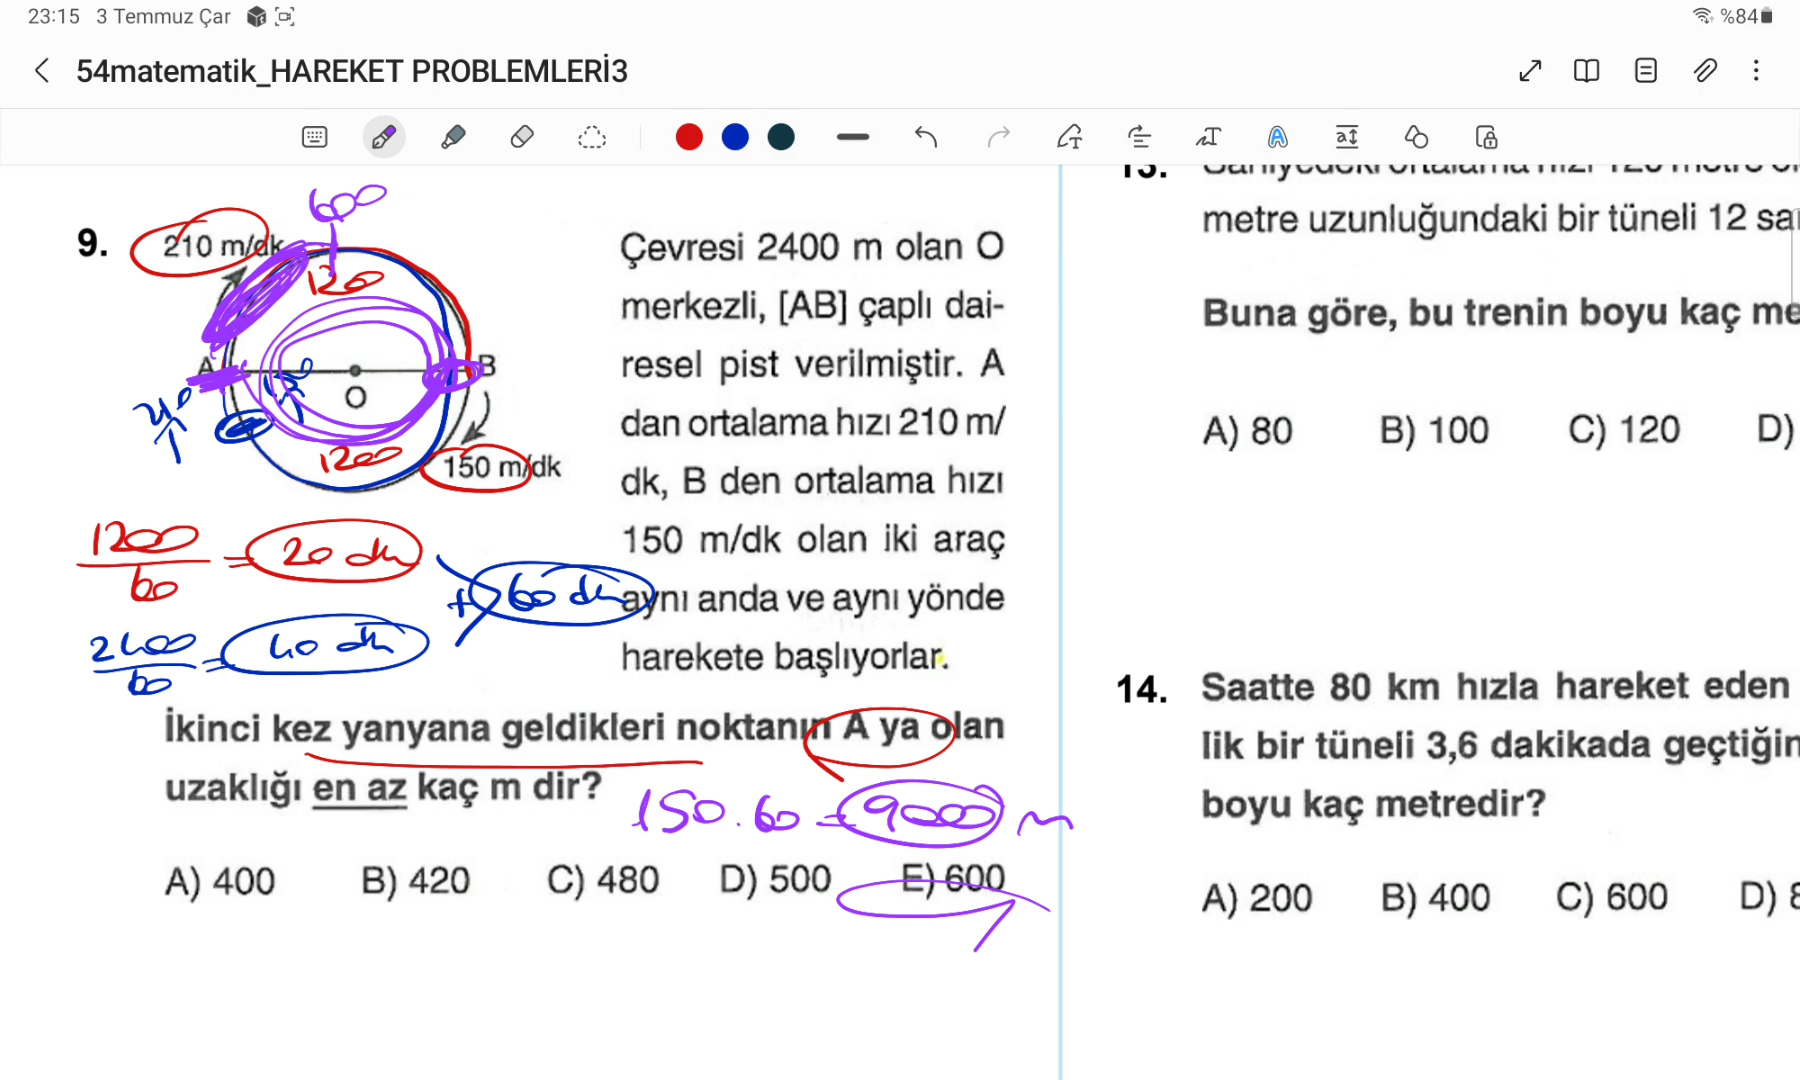 23:15 3 Temmuz Çar %84
54matematik_HAREKET PROBLEMLERİ3
9.
210 m/dk
600
1200
A
B
O
1200
150 m/dk
Çevresi 2400 m olan O
merkezli, [AB] çaplı dai-
resel pist verilmiştir. A
dan ortalama hızı 210 m/
dk, B den ortalama hızı
150 m/dk olan iki araç
aynı anda ve aynı yönde
harekete başlıyorlar.
1200/60 = 20 dk
2400/60 = 40 dk
+ 60 dk
İkinci kez yanyana geldikleri noktanın A ya olan
uzaklığı en az kaç m dir?
150.60 = 9000 m
A) 400 B) 420 C) 480 D) 500 E) 600
13.
metre uzunluğundaki bir tüneli 12 sa
Buna göre, bu trenin boyu kaç me
A) 80 B) 100 C) 120 D)
14. Saatte 80 km hızla hareket eden
lik bir tüneli 3,6 dakikada geçtiğin
boyu kaç metredir?
A) 200 B) 400 C) 600 D)